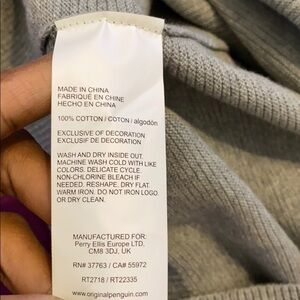 MADE IN CHINA
FABRIQUÉ EN CHINE
HECHO EN CHINA
100% COTTON / COTON / algodón
EXCLUSIVE OF DECORATION
EXCLUSIF DE DECORATION
WASH AND DRY INSIDE OUT.
MACHINE WASH COLD WITH LIKE
COLORS. DELICATE CYCLE.
NON-CHLORINE BLEACH IF
NEEDED. RESHAPE. DRY FLAT.
WARM IRON. DO NOT IRON LOGO.
OR DRY CLEAN.
MANUFACTURED FOR:
Perry Ellis Europe LTD,
CM8 3DJ, UK
RN# 37763 / CA# 55972
RT2718 / RT22335
www.originalpenguin.com